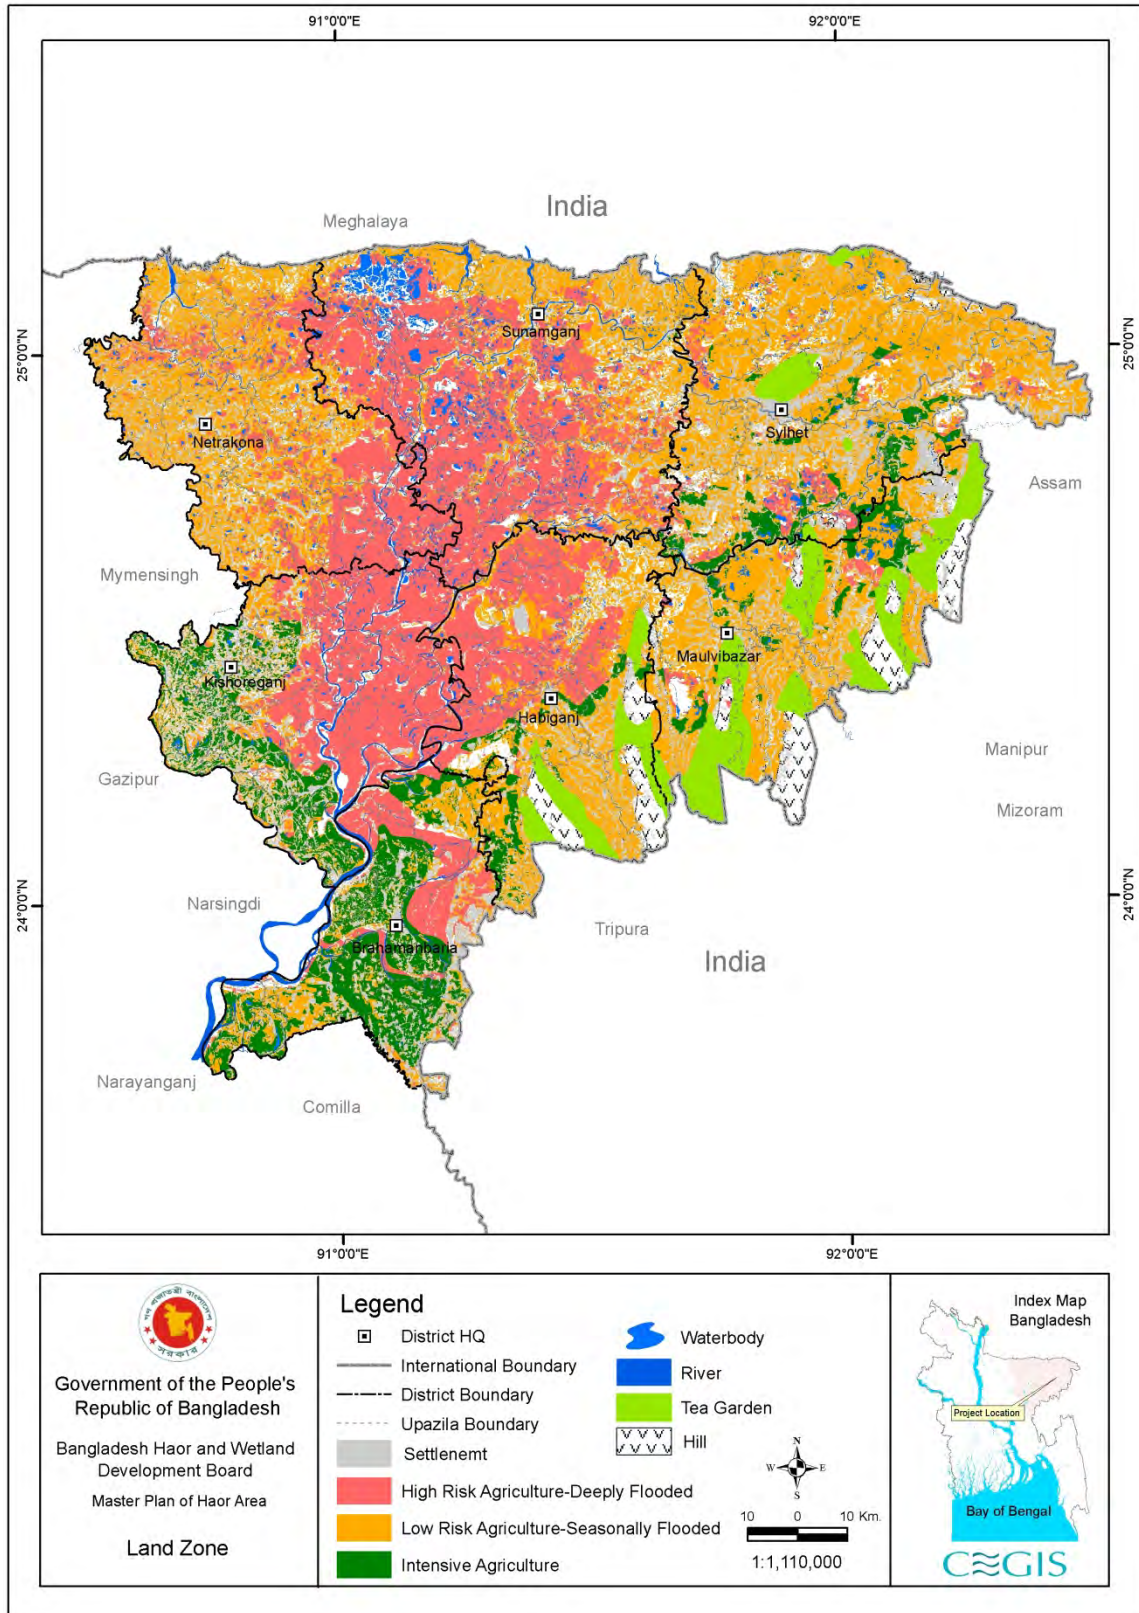 91°0'0"E
92°0'0"E
India
Meghalaya
Sunamganj
25°0'0"N
25°0'0"N
Netrakona
Sylhet
Assam
Mymensingh
Maulvibazar
Kishoreganj
Habiganj
Manipur
Gazipur
Mizoram
24°0'0"N
24°0'0"N
Narsingdi
Tripura
Brahamanbaria
India
Narayanganj
Comilla
91°0'0"E
92°0'0"E
Government of the People's
Republic of Bangladesh
Bangladesh Haor and Wetland
Development Board
Master Plan of Haor Area
Land Zone
Legend
District HQ
International Boundary
District Boundary
Upazila Boundary
Settlenemt
High Risk Agriculture-Deeply Flooded
Low Risk Agriculture-Seasonally Flooded
Intensive Agriculture
Waterbody
River
Tea Garden
Hill
N
W E
S
10 0 10 Km.
1:1,110,000
Index Map
Bangladesh
Project Location
Bay of Bengal
CEGIS